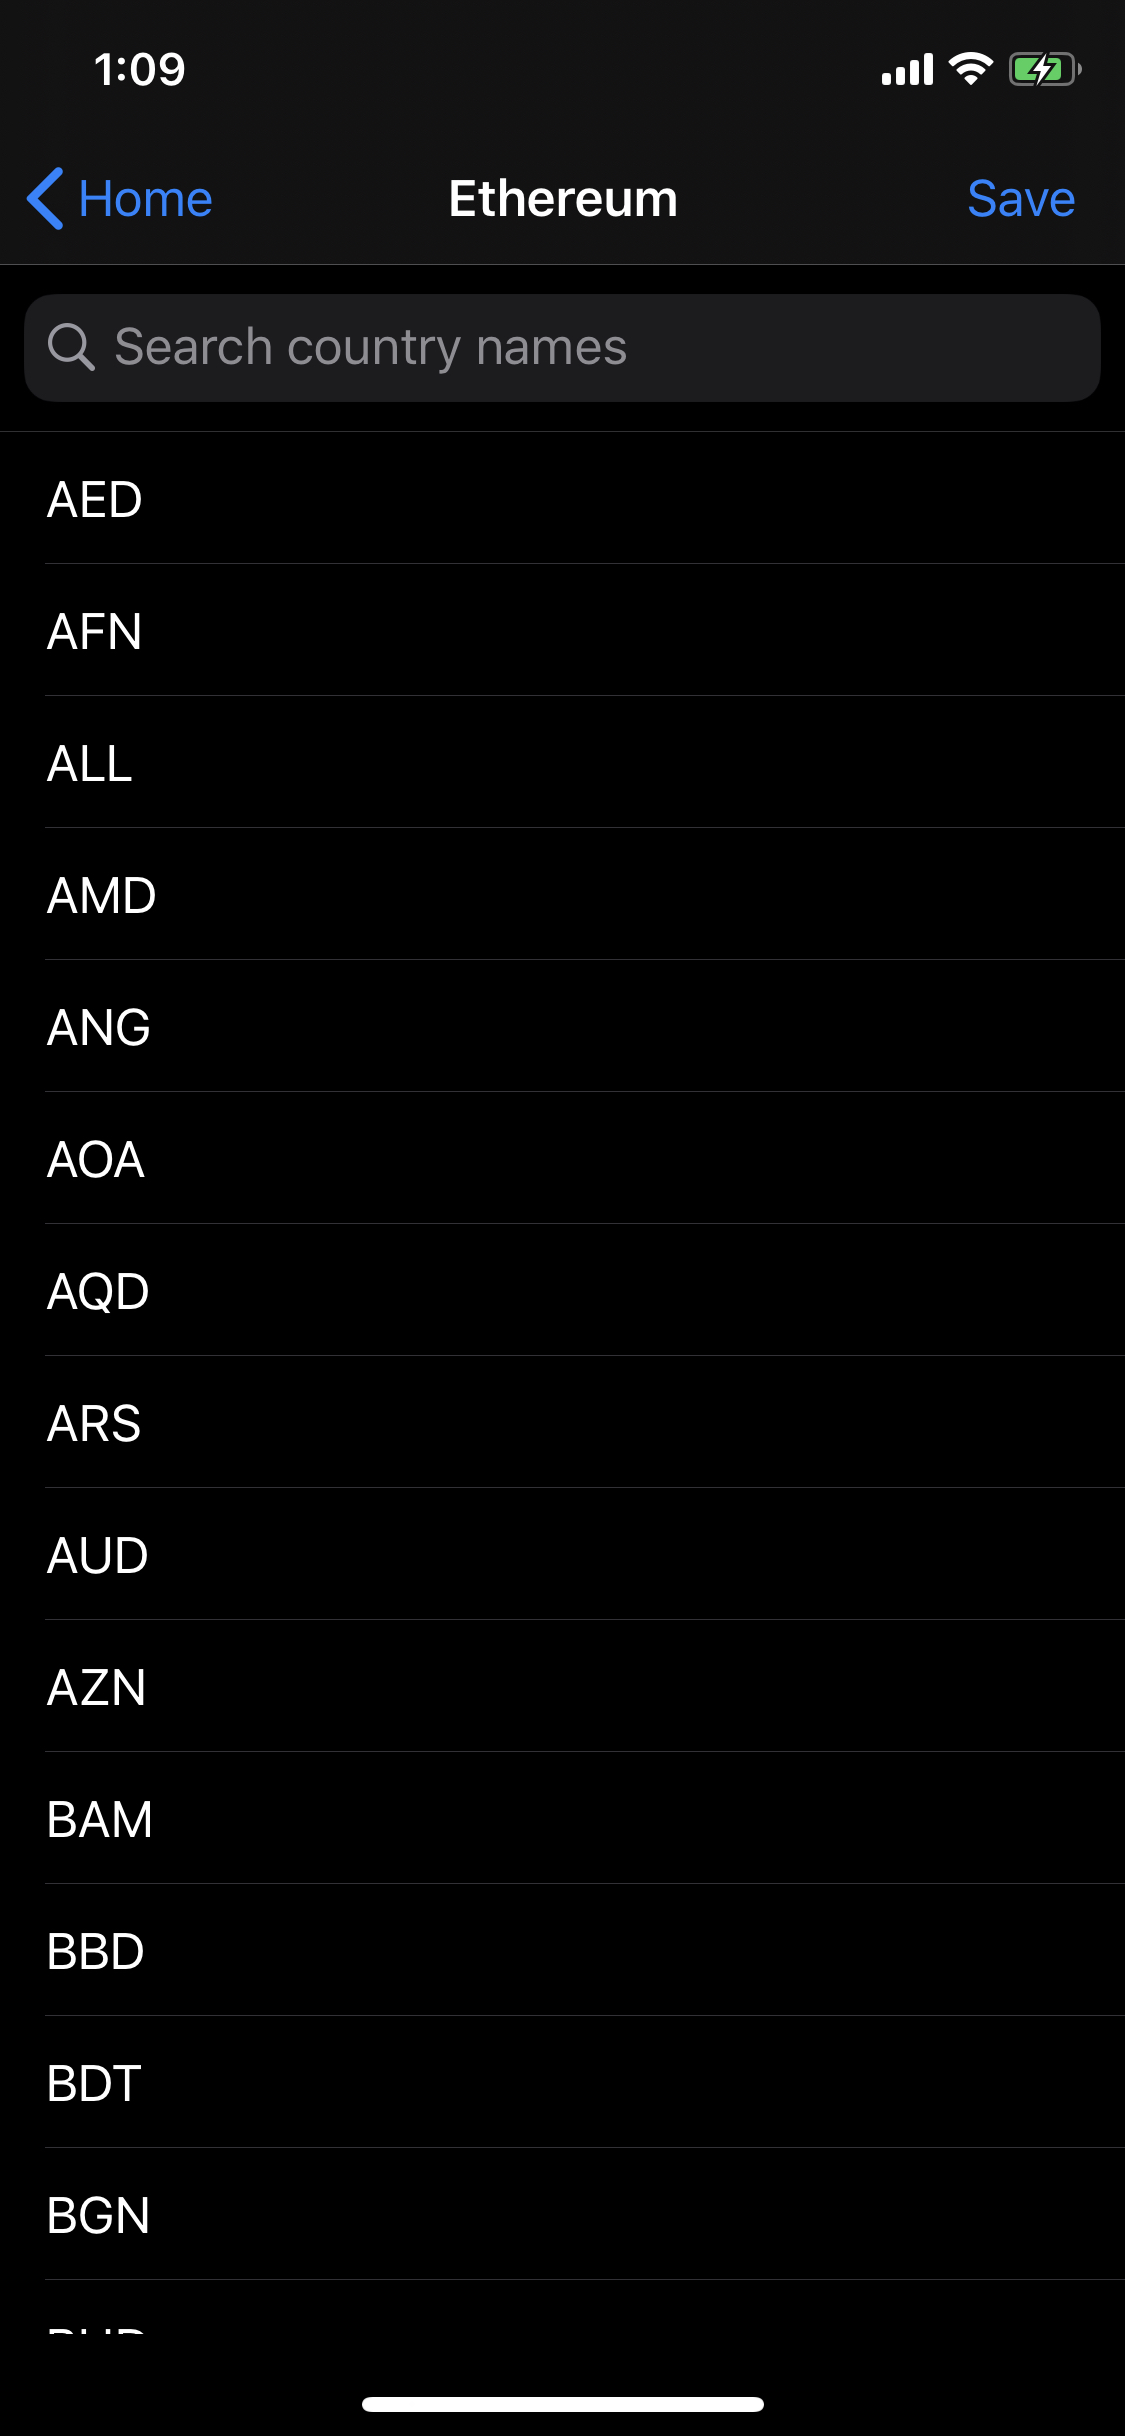 1:09
Home
Ethereum
Save
Search country names
AED
AFN
ALL
AMD
ANG
AOA
AQD
ARS
AUD
AZN
BAM
BBD
BDT
BGN